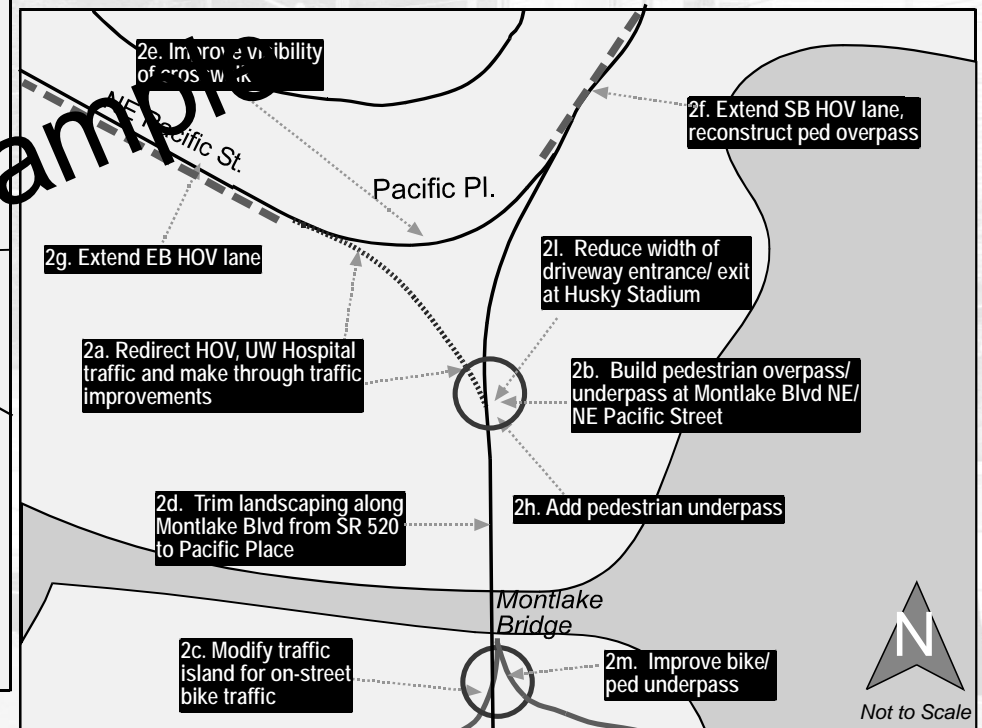 2e. Improve visibility
of crosswalk
ample
NE Pacific St.
2f. Extend SB HOV lane,
reconstruct ped overpass
Pacific Pl.
2g. Extend EB HOV lane
2l. Reduce width of
driveway entrance/ exit
at Husky Stadium
2a. Redirect HOV, UW Hospital
traffic and make through traffic
improvements
2b. Build pedestrian overpass/
underpass at Montlake Blvd NE/
NE Pacific Street
2d. Trim landscaping along
Montlake Blvd from SR 520
to Pacific Place
2h. Add pedestrian underpass
Montlake
Bridge
2c. Modify traffic
island for on-street
bike traffic
2m. Improve bike/
ped underpass
N
Not to Scale